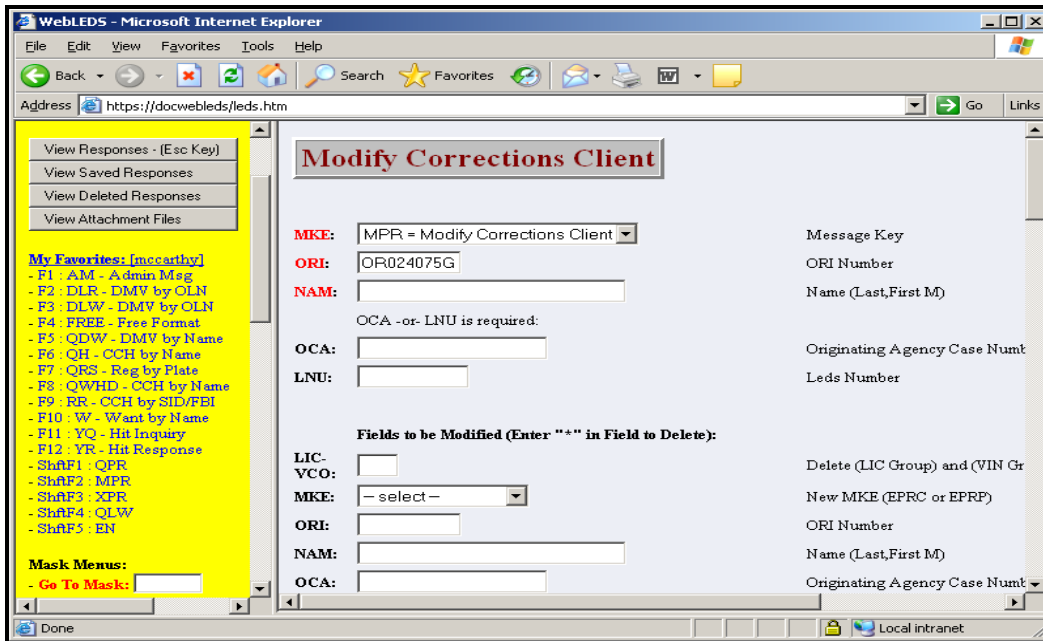 WebLEDS - Microsoft Internet Explorer
File Edit View Favorites Tools Help
Back Search Favorites
Address https://docwebleds/leds.htm Go Links
View Responses - (Esc Key)
View Saved Responses
View Deleted Responses
View Attachment Files
My Favorites: [mccarthy]
- F1 : AM - Admin Msg
- F2 : DLR - DMV by OLN
- F3 : DLW - DMV by OLN
- F4 : FREE - Free Format
- F5 : QDW - DMV by Name
- F6 : QH - CCH by Name
- F7 : QRS - Reg by Plate
- F8 : QWHD - CCH by Name
- F9 : RR - CCH by SID/FBI
- F10 : W - Want by Name
- F11 : YQ - Hit Inquiry
- F12 : YR - Hit Response
- ShftF1 : QPR
- ShftF2 : MPR
- ShftF3 : XPR
- ShftF4 : QLW
- ShftF5 : EN
Mask Menus:
- Go To Mask:
Modify Corrections Client
MKE: MPR = Modify Corrections Client Message Key
ORI: OR024075G ORI Number
NAM: Name (Last,First M)
OCA -or- LNU is required:
OCA: Originating Agency Case Numb
LNU: Leds Number
Fields to be Modified (Enter "*" in Field to Delete):
LIC-
VCO: Delete (LIC Group) and (VIN Gr
MKE: -- select -- New MKE (EPRC or EPRP)
ORI: ORI Number
NAM: Name (Last,First M)
OCA: Originating Agency Case Numb
Done Local intranet